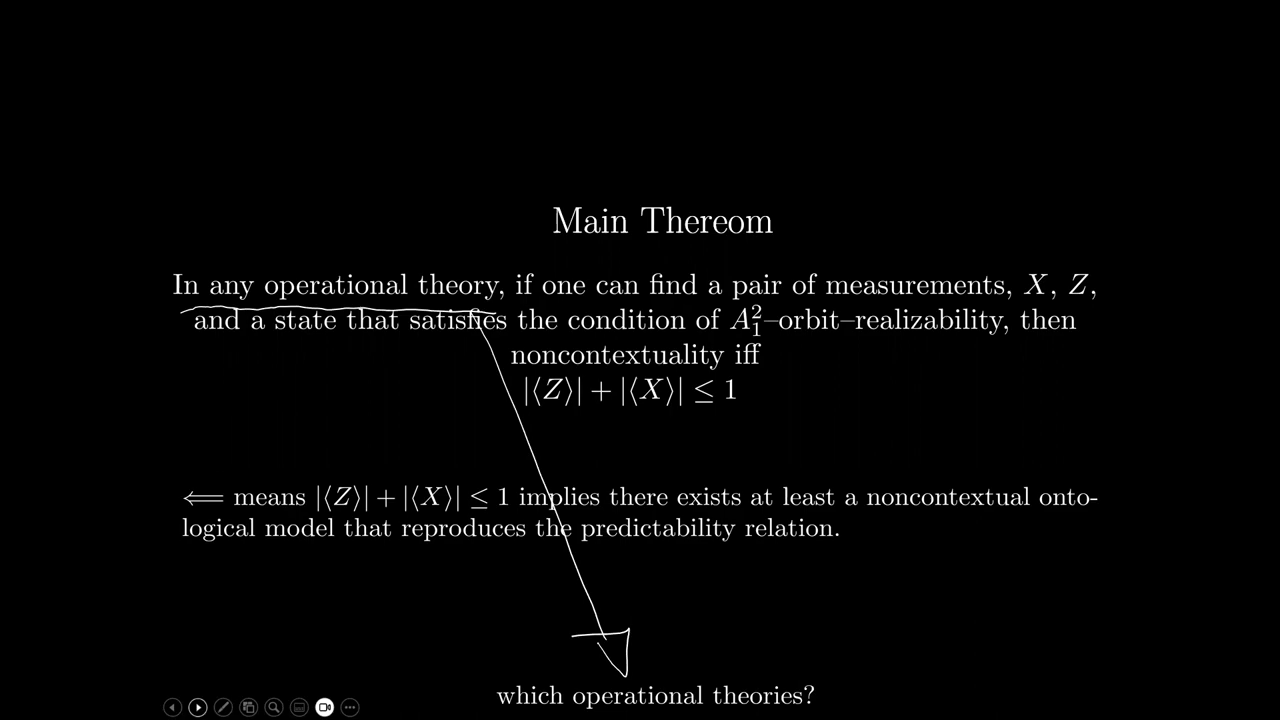 Main Thereom
In any operational theory, if one can find a pair of measurements, X, Z,
and a state that satisfies the condition of A₁²–orbit–realizability, then
noncontextuality iff
|⟨Z⟩| + |⟨X⟩| ≤ 1
⟸ means |⟨Z⟩| + |⟨X⟩| ≤ 1 implies there exists at least a noncontextual onto-
logical model that reproduces the predictability relation.
which operational theories?